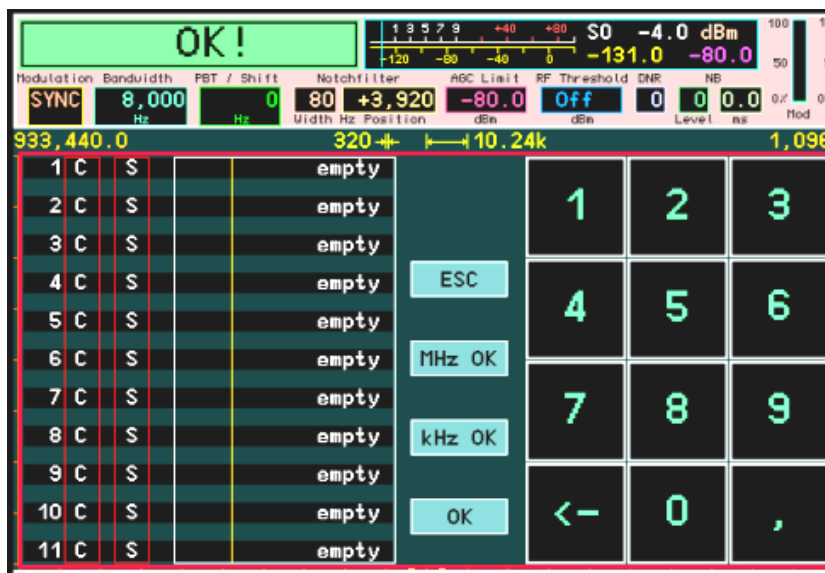 OK!
1 3 5 7 9 +40 +80 S0 -4.0 dBm
-120 -80 -40 0 -131.0 -80.0
100
50
0%
Mod
Modulation Bandwidth PBT / Shift Notchfilter AGC Limit RF Threshold DNR NB
SYNC 8,000 0 80 +3,920 -80.0 Off 0 0 0.0
Hz Hz Width Hz Position dBm dBm Level ms
933,440.0 320 10.24k 1,096
1 C S empty
2 C S empty
3 C S empty
4 C S empty
5 C S empty
6 C S empty
7 C S empty
8 C S empty
9 C S empty
10 C S empty
11 C S empty
ESC
MHz OK
kHz OK
OK
1 2 3
4 5 6
7 8 9
<- 0 ,